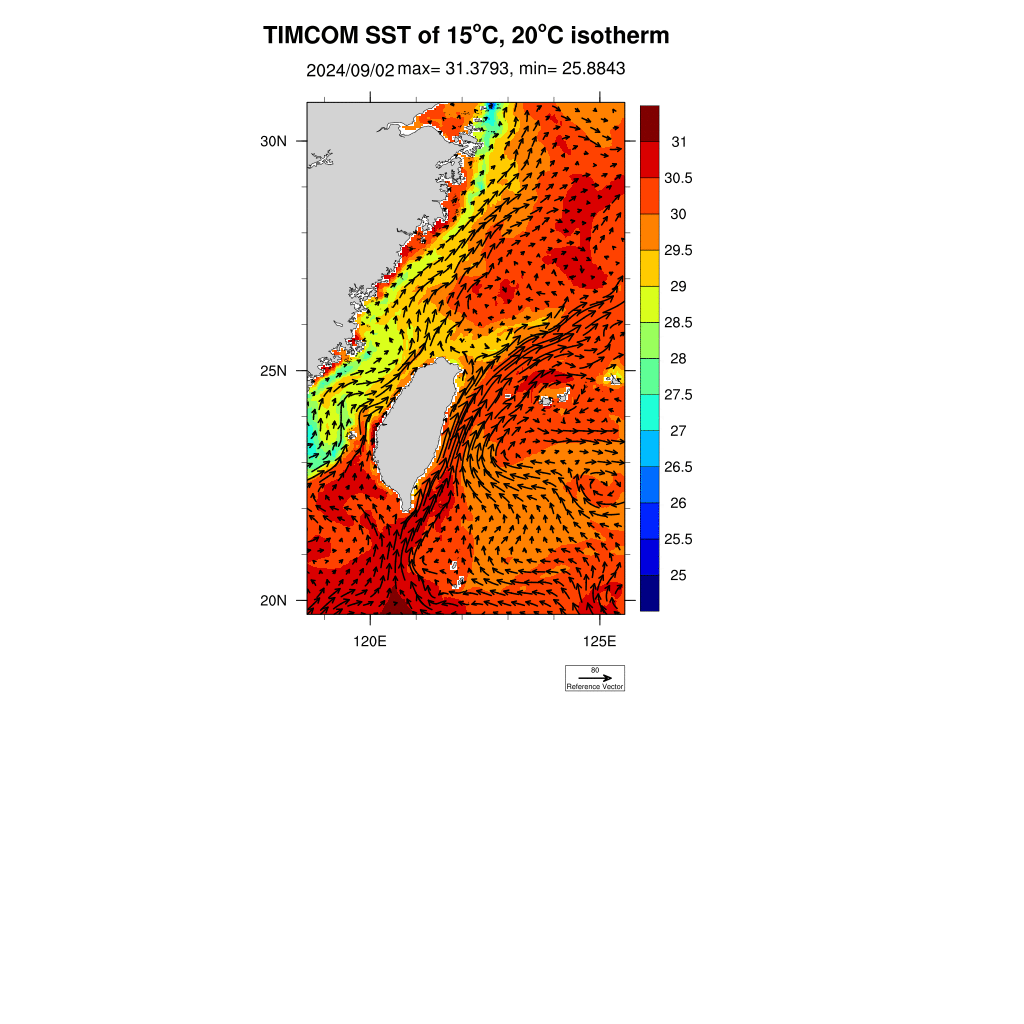 TIMCOM SST of 15°C, 20°C isotherm
2024/09/02 max= 31.3793, min= 25.8843
30N
25N
20N
120E
125E
31
30.5
30
29.5
29
28.5
28
27.5
27
26.5
26
25.5
25
80
Reference Vector